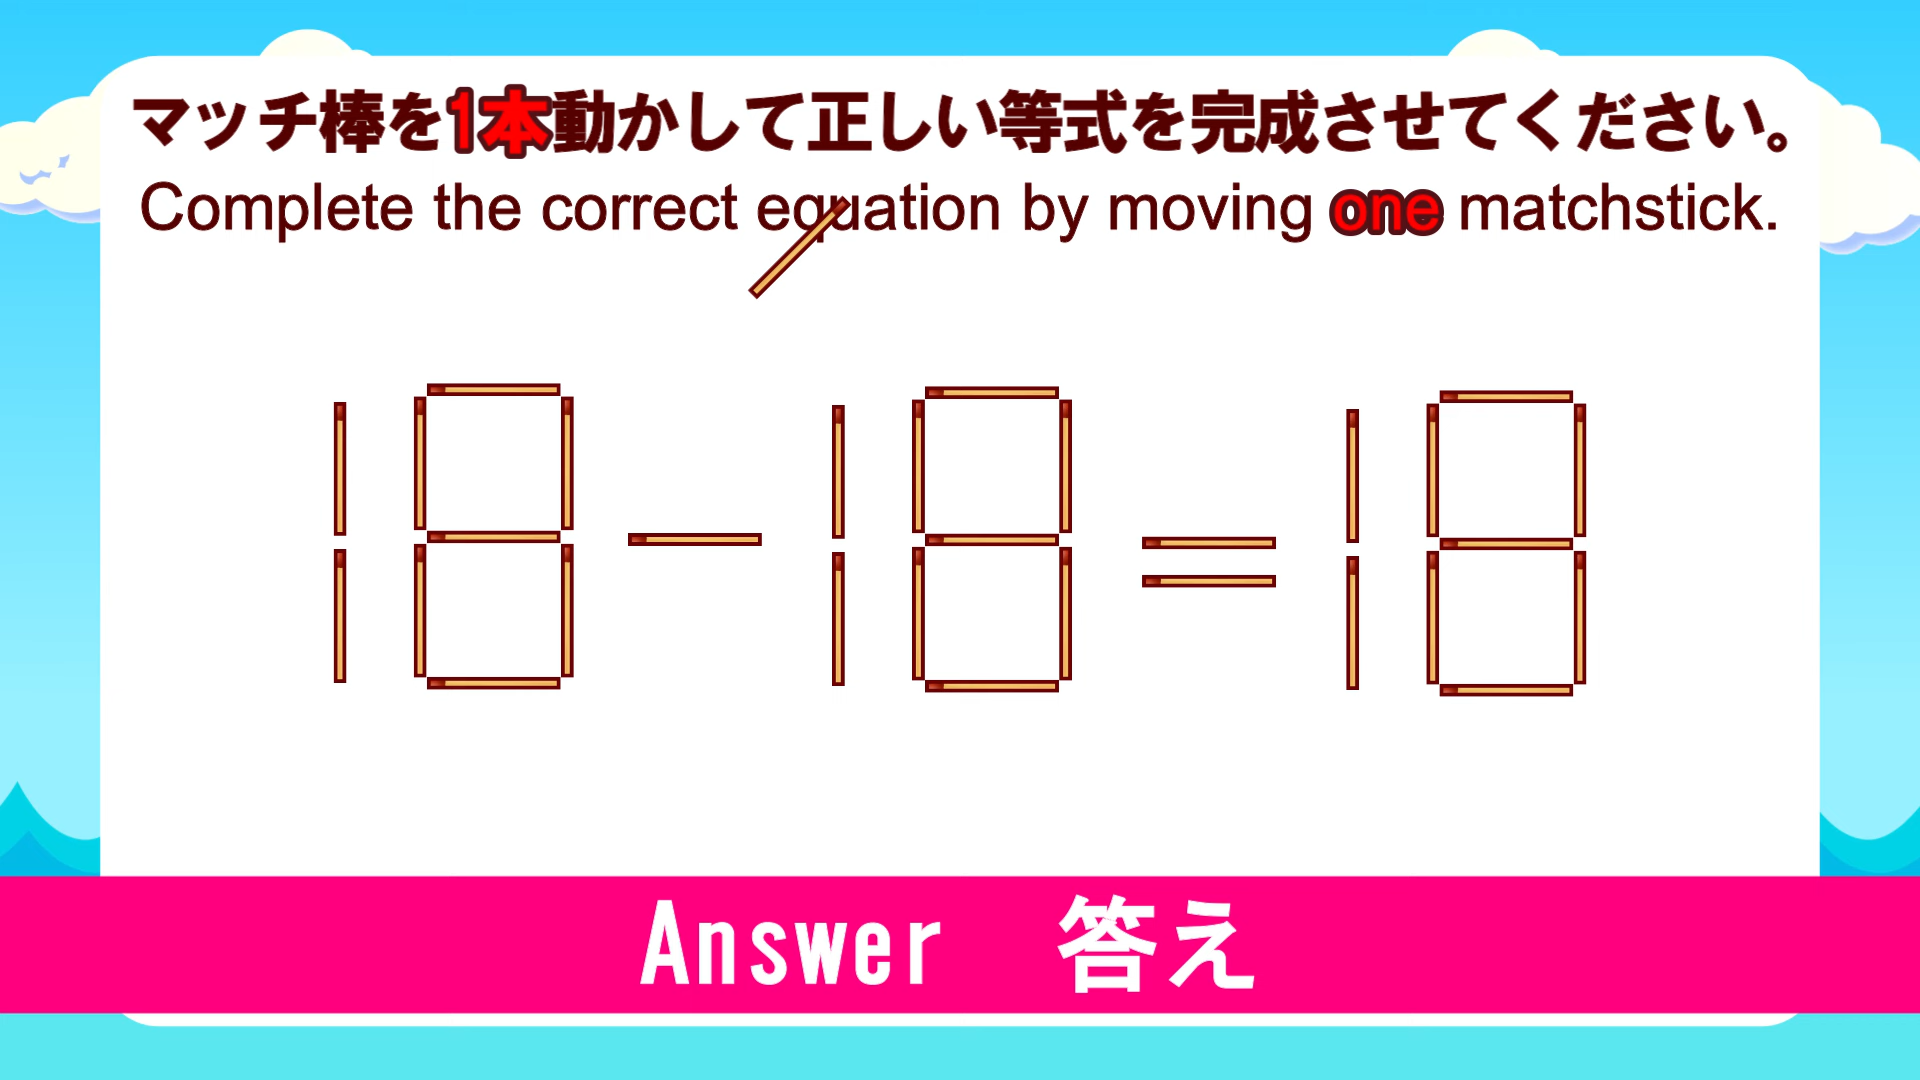 マッチ棒を1本動かして正しい等式を完成させてください。
Complete the correct equation by moving one matchstick.
18-18=18
Answer 答え